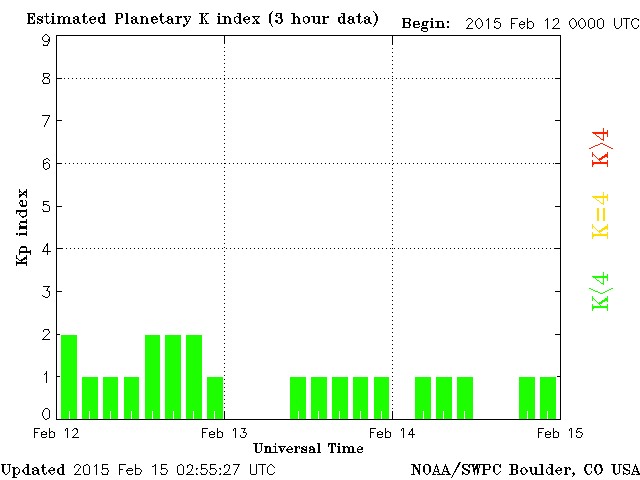 Estimated Planetary K index (3 hour data)
Begin: 2015 Feb 12 0000 UTC
9
8
7
6
5
4
3
2
1
0
Kp index
Feb 12
Feb 13
Feb 14
Feb 15
Universal Time
K>4
K=4
K<4
Updated 2015 Feb 15 02:55:27 UTC
NOAA/SWPC Boulder, CO USA